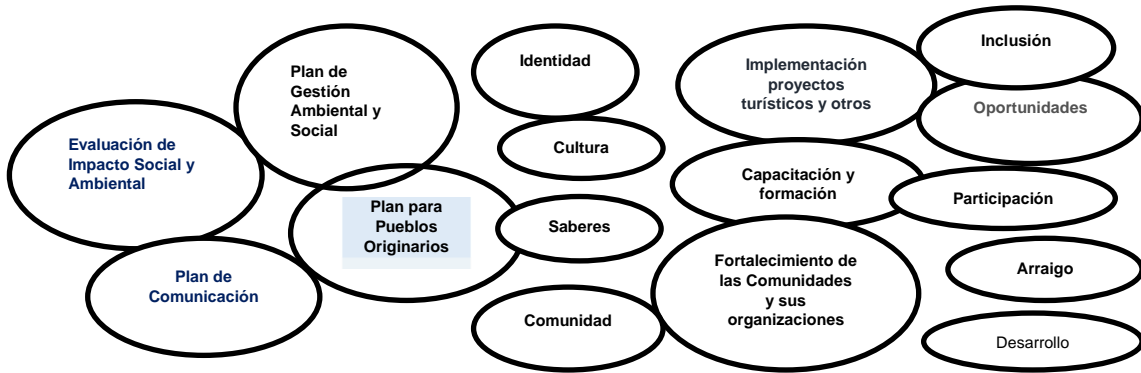 Evaluación de
Impacto Social y
Ambiental
Plan de
Comunicación
Plan de
Gestión
Ambiental y
Social
Plan para
Pueblos
Originarios
Identidad
Cultura
Saberes
Comunidad
Implementación
proyectos
turísticos y otros
Capacitación y
formación
Fortalecimiento de
las Comunidades
y sus
organizaciones
Inclusión
Oportunidades
Participación
Arraigo
Desarrollo